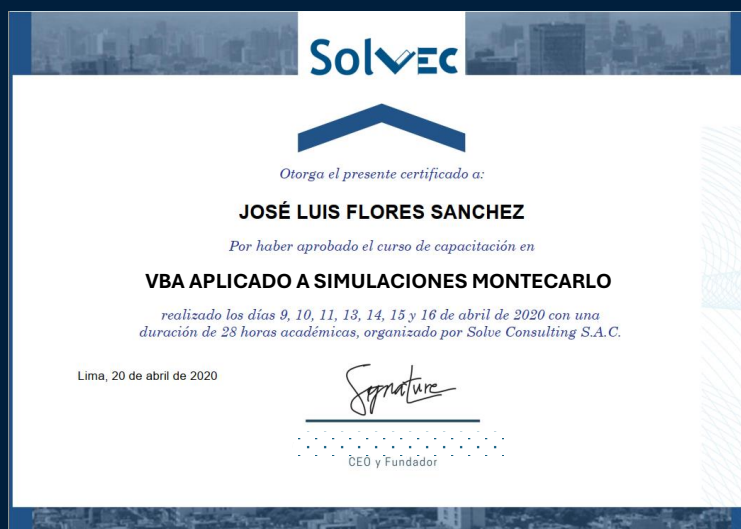 SolvEC
Otorga el presente certificado a:
JOSÉ LUIS FLORES SANCHEZ
Por haber aprobado el curso de capacitación en
VBA APLICADO A SIMULACIONES MONTECARLO
realizado los días 9, 10, 11, 13, 14, 15 y 16 de abril de 2020 con una
duración de 28 horas académicas, organizado por Solve Consulting S.A.C.
Lima, 20 de abril de 2020
Signature
CEO y Fundador